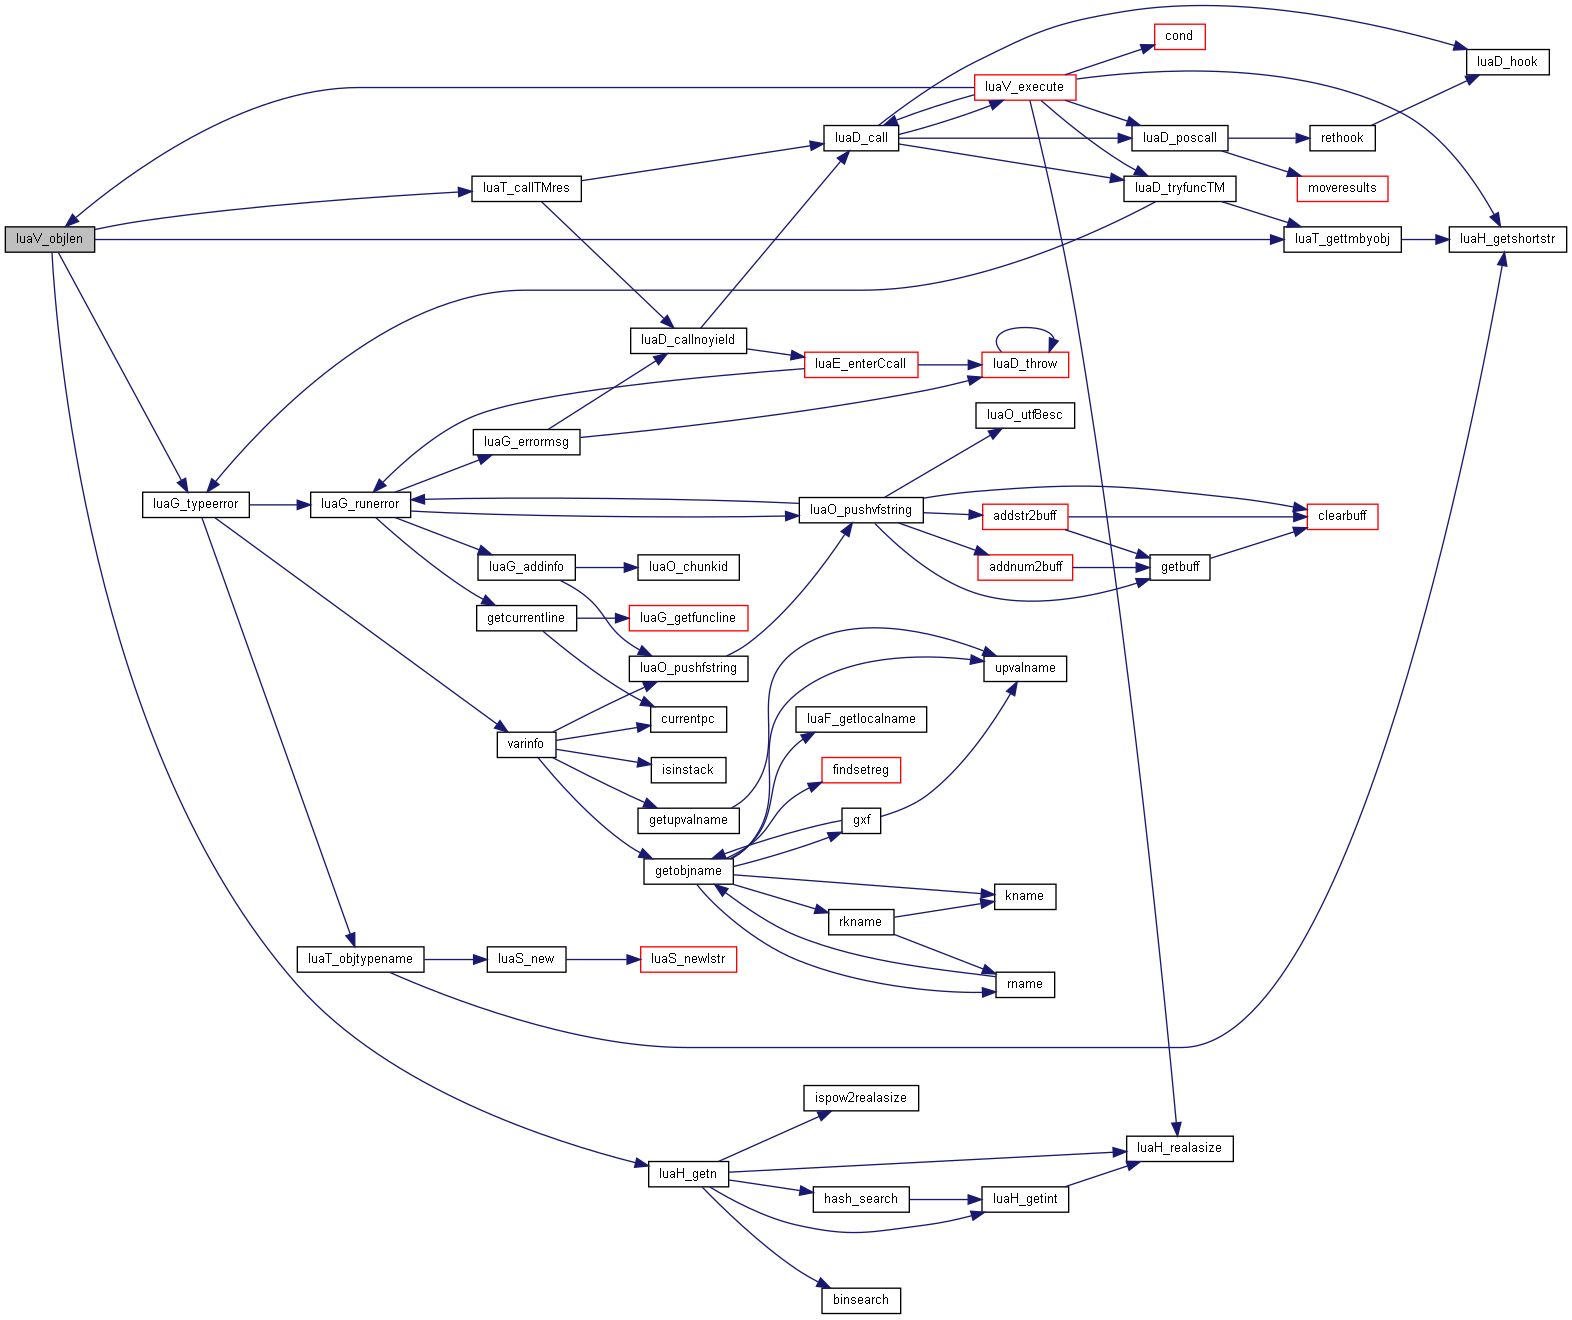 cond
luaD_hook
luaV_execute
luaD_call
luaD_poscall
rethook
luaT_callTMres
luaD_tryfuncTM
moveresults
luaV_objlen
luaT_gettmbyobj
luaH_getshortstr
luaD_callnoyield
luaE_enterCcall
luaD_throw
luaO_utf8esc
luaG_errormsg
luaG_typeerror
luaG_runerror
luaO_pushvfstring
addstr2buff
clearbuff
luaG_addinfo
luaO_chunkid
addnum2buff
getbuff
getcurrentline
luaG_getfuncline
luaO_pushfstring
upvalname
currentpc
luaF_getlocalname
varinfo
isinstack
findsetreg
getupvalname
gxf
getobjname
kname
rkname
luaT_objtypename
luaS_new
luaS_newlstr
rname
ispow2realasize
luaH_realasize
luaH_getn
hash_search
luaH_getint
binsearch